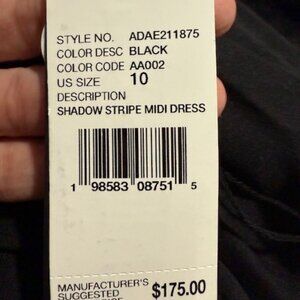 STYLE NO. ADAE211875
COLOR DESC BLACK
COLOR CODE AA002
US SIZE 10
DESCRIPTION
SHADOW STRIPE MIDI DRESS
1 98583 08751 5
MANUFACTURER'S
SUGGESTED $175.00